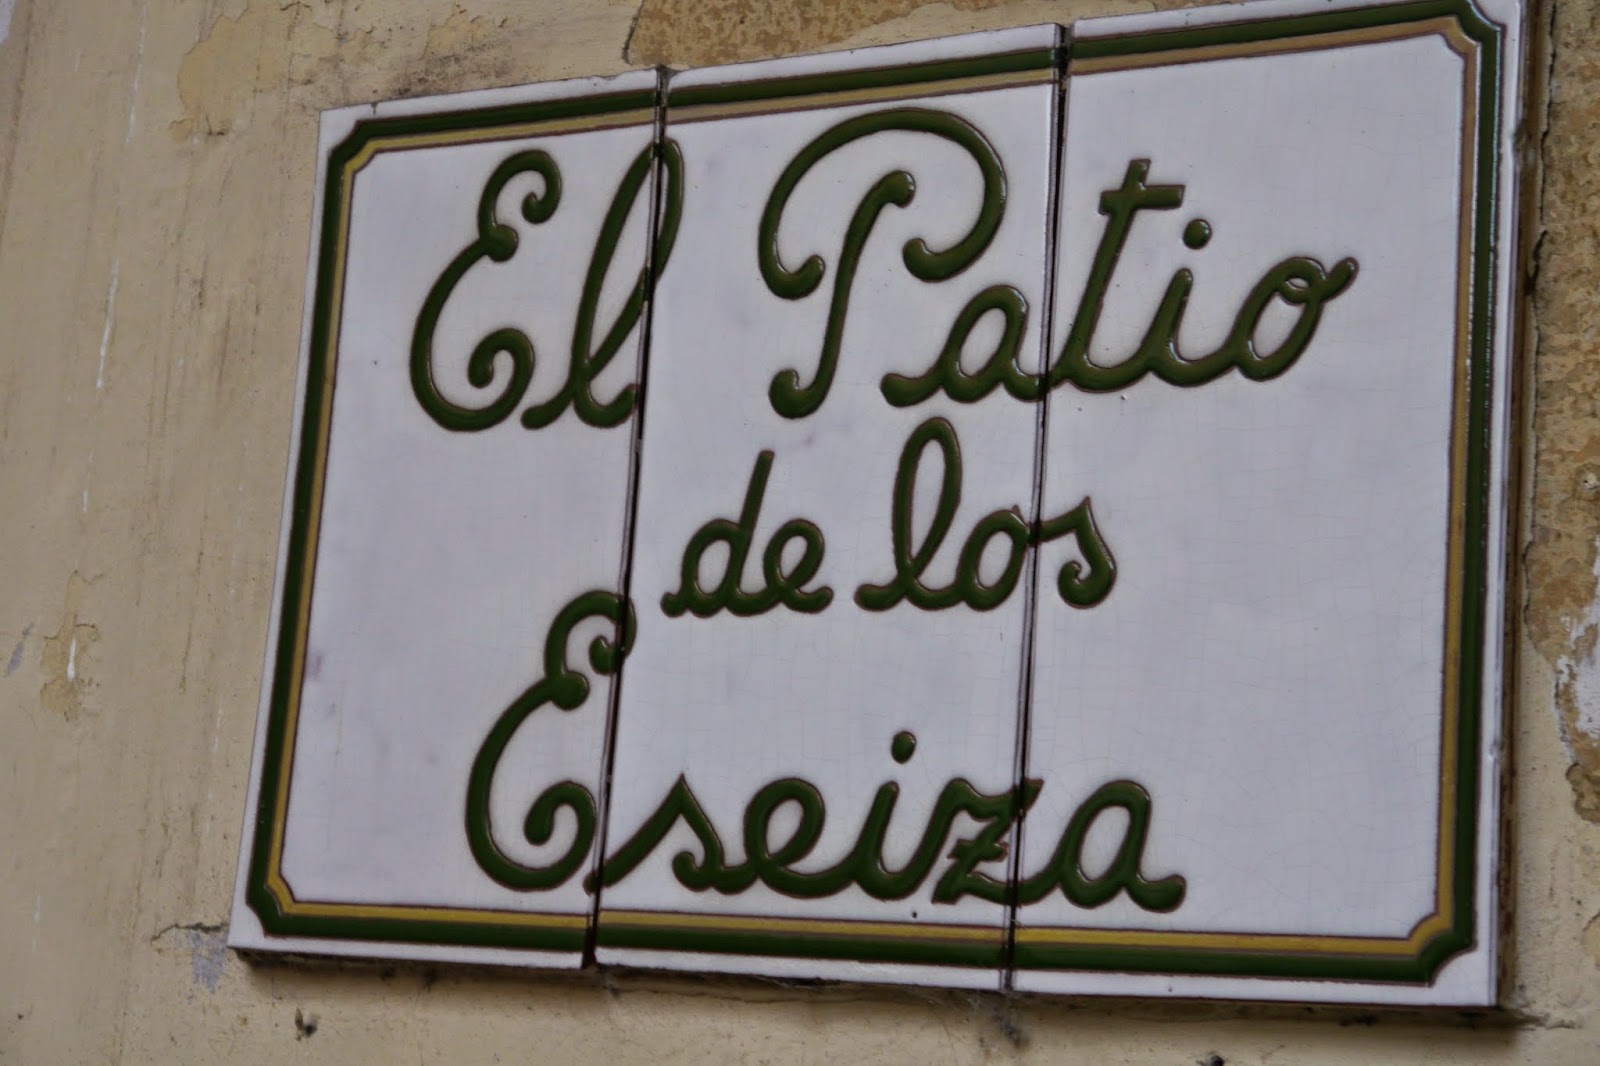 El Patio
de los
Eseiza